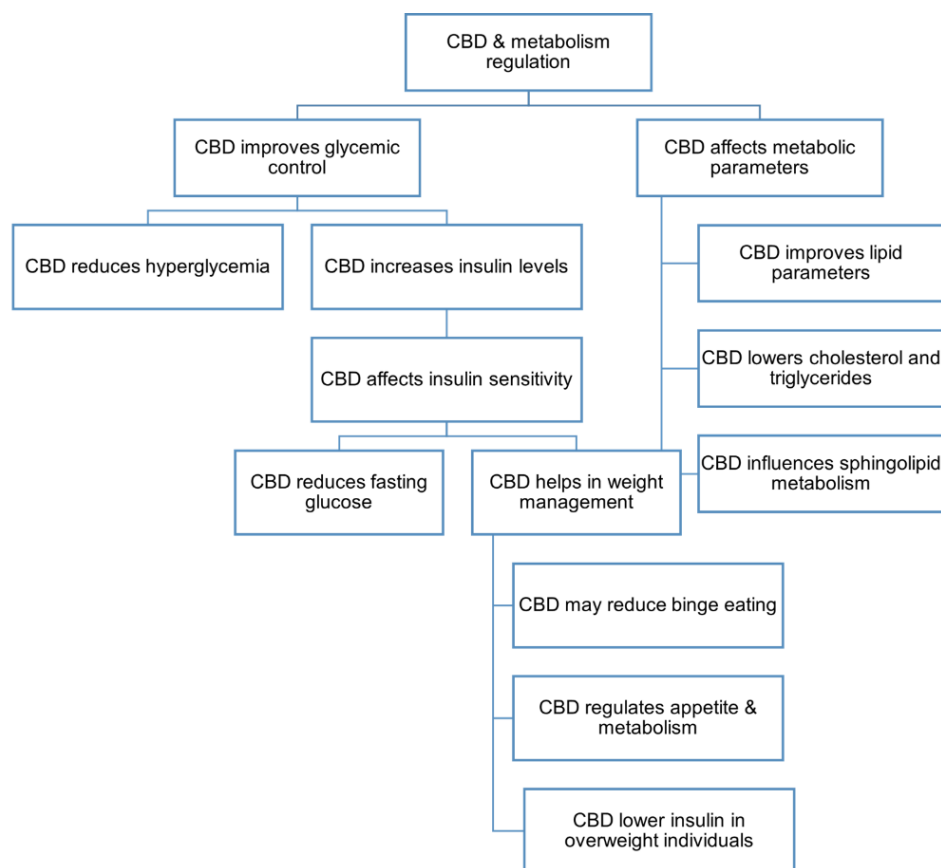 CBD & metabolism
regulation
CBD improves glycemic
control
CBD affects metabolic
parameters
CBD reduces hyperglycemia
CBD increases insulin levels
CBD improves lipid
parameters
CBD affects insulin sensitivity
CBD lowers cholesterol and
triglycerides
CBD reduces fasting
glucose
CBD helps in weight
management
CBD influences sphingolipid
metabolism
CBD may reduce binge eating
CBD regulates appetite &
metabolism
CBD lower insulin in
overweight individuals